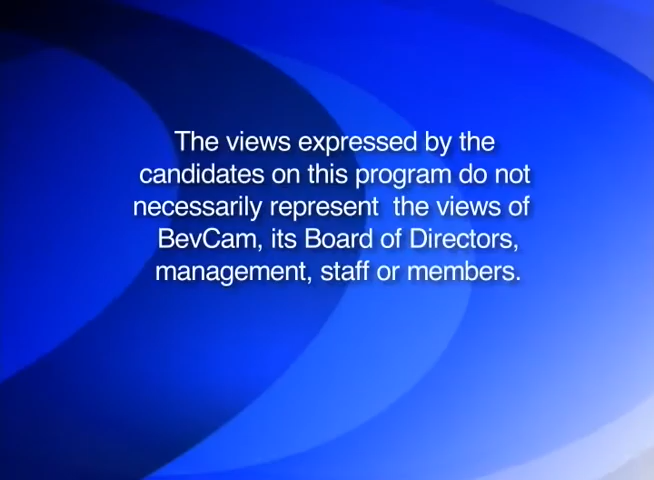 The views expressed by the
candidates on this program do not
necessarily represent  the views of
BevCam, its Board of Directors,
management, staff or members.